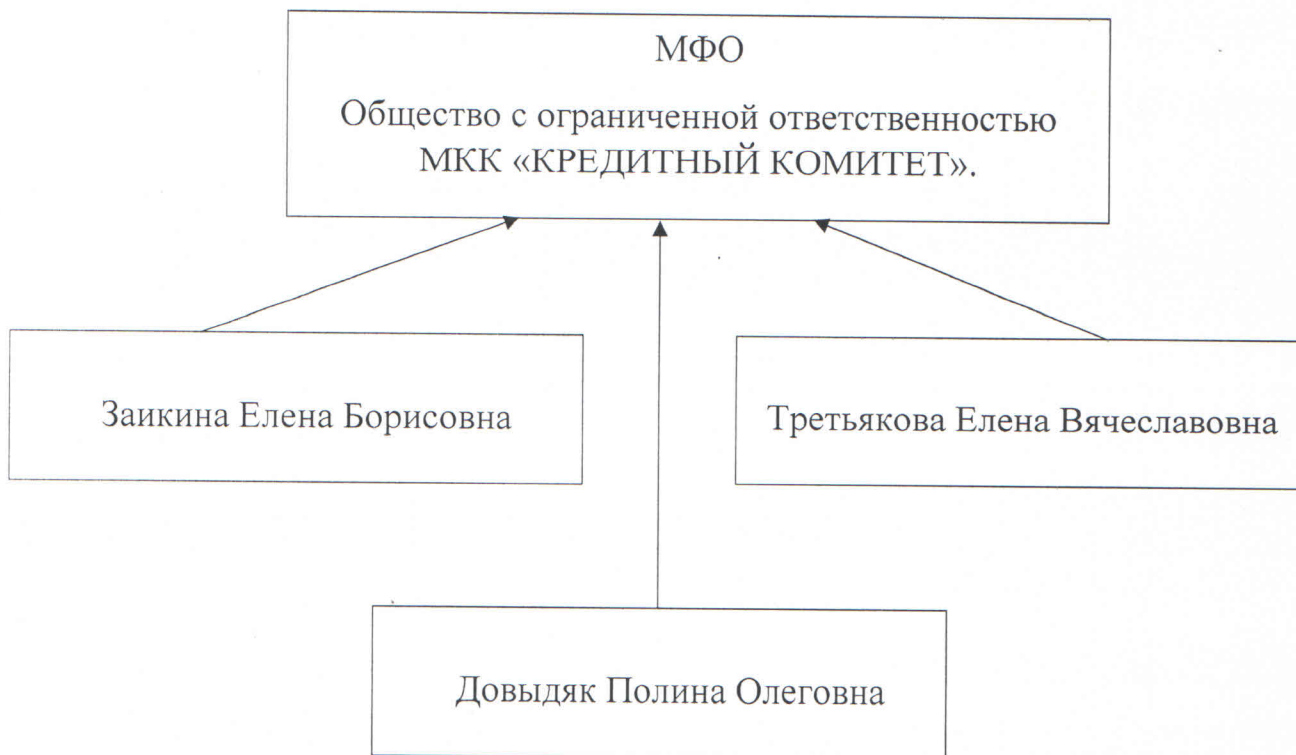 МФО
Общество с ограниченной ответственностью
МКК «КРЕДИТНЫЙ КОМИТЕТ».
Заикина Елена Борисовна
Третьякова Елена Вячеславовна
Довыдяк Полина Олеговна